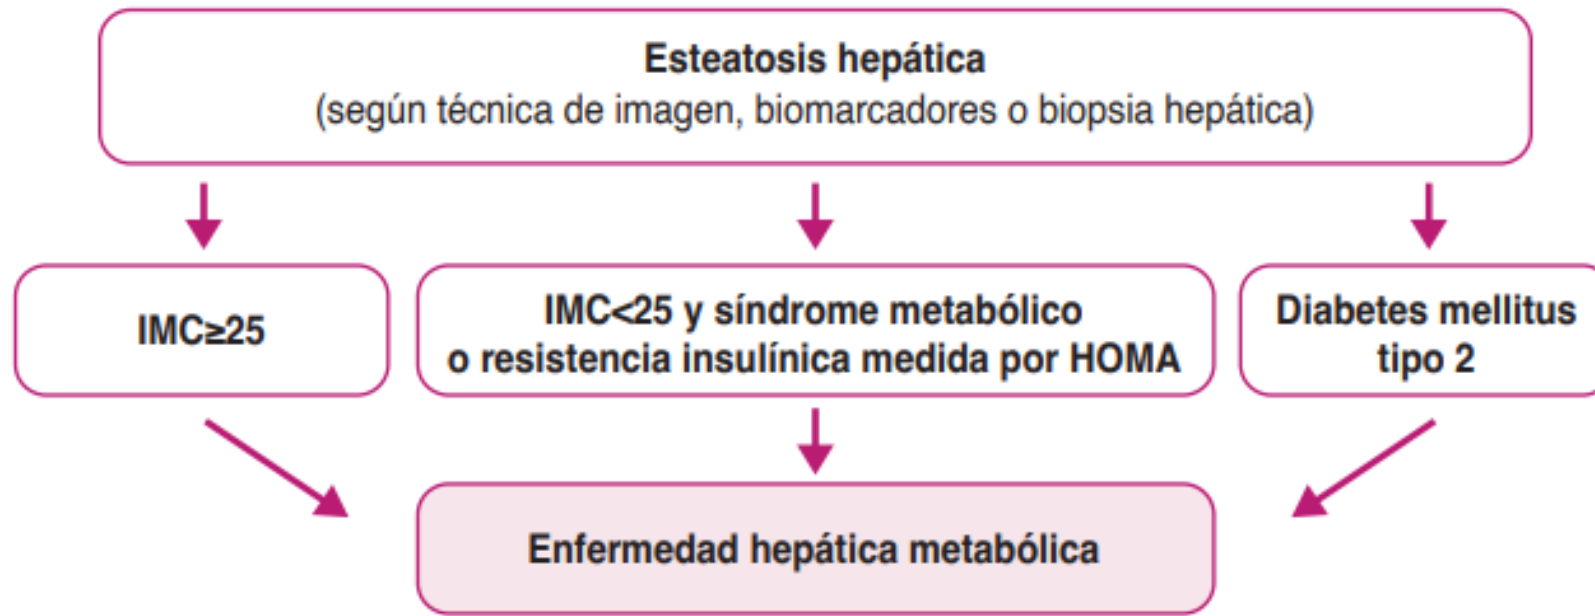 Esteatosis hepática
(según técnica de imagen, biomarcadores o biopsia hepática)
IMC≥25
IMC<25 y síndrome metabólico
o resistencia insulínica medida por HOMA
Diabetes mellitus
tipo 2
Enfermedad hepática metabólica